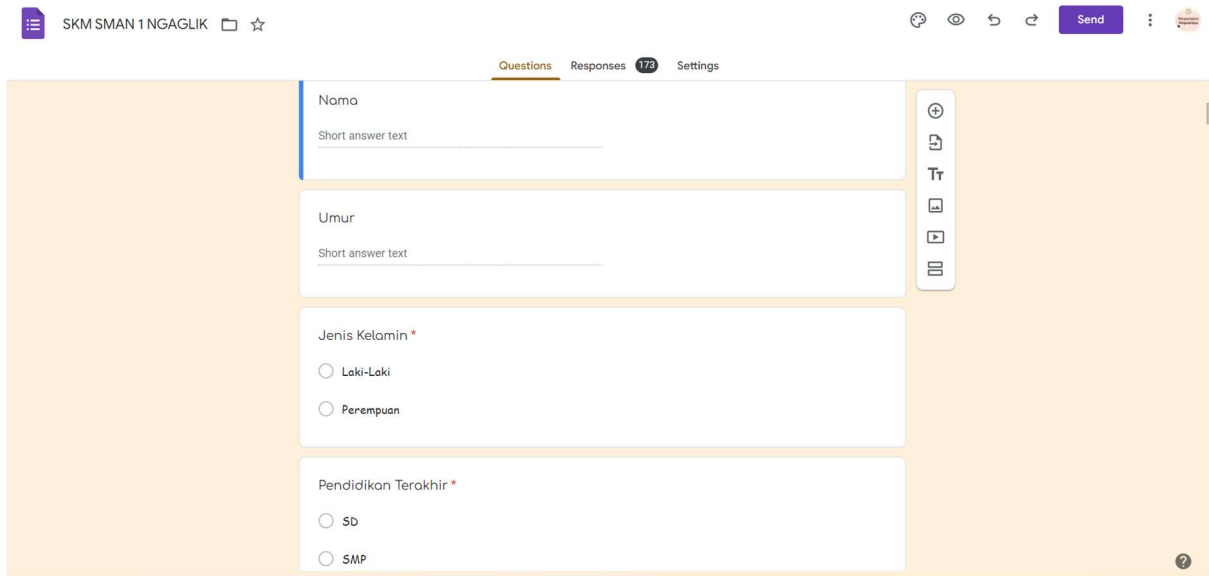 SKM SMAN 1 NGAGLIK
Send
Questions Responses 173 Settings
Nama
Short answer text
Umur
Short answer text
Jenis Kelamin *
Laki-Laki
Perempuan
Pendidikan Terakhir *
SD
SMP